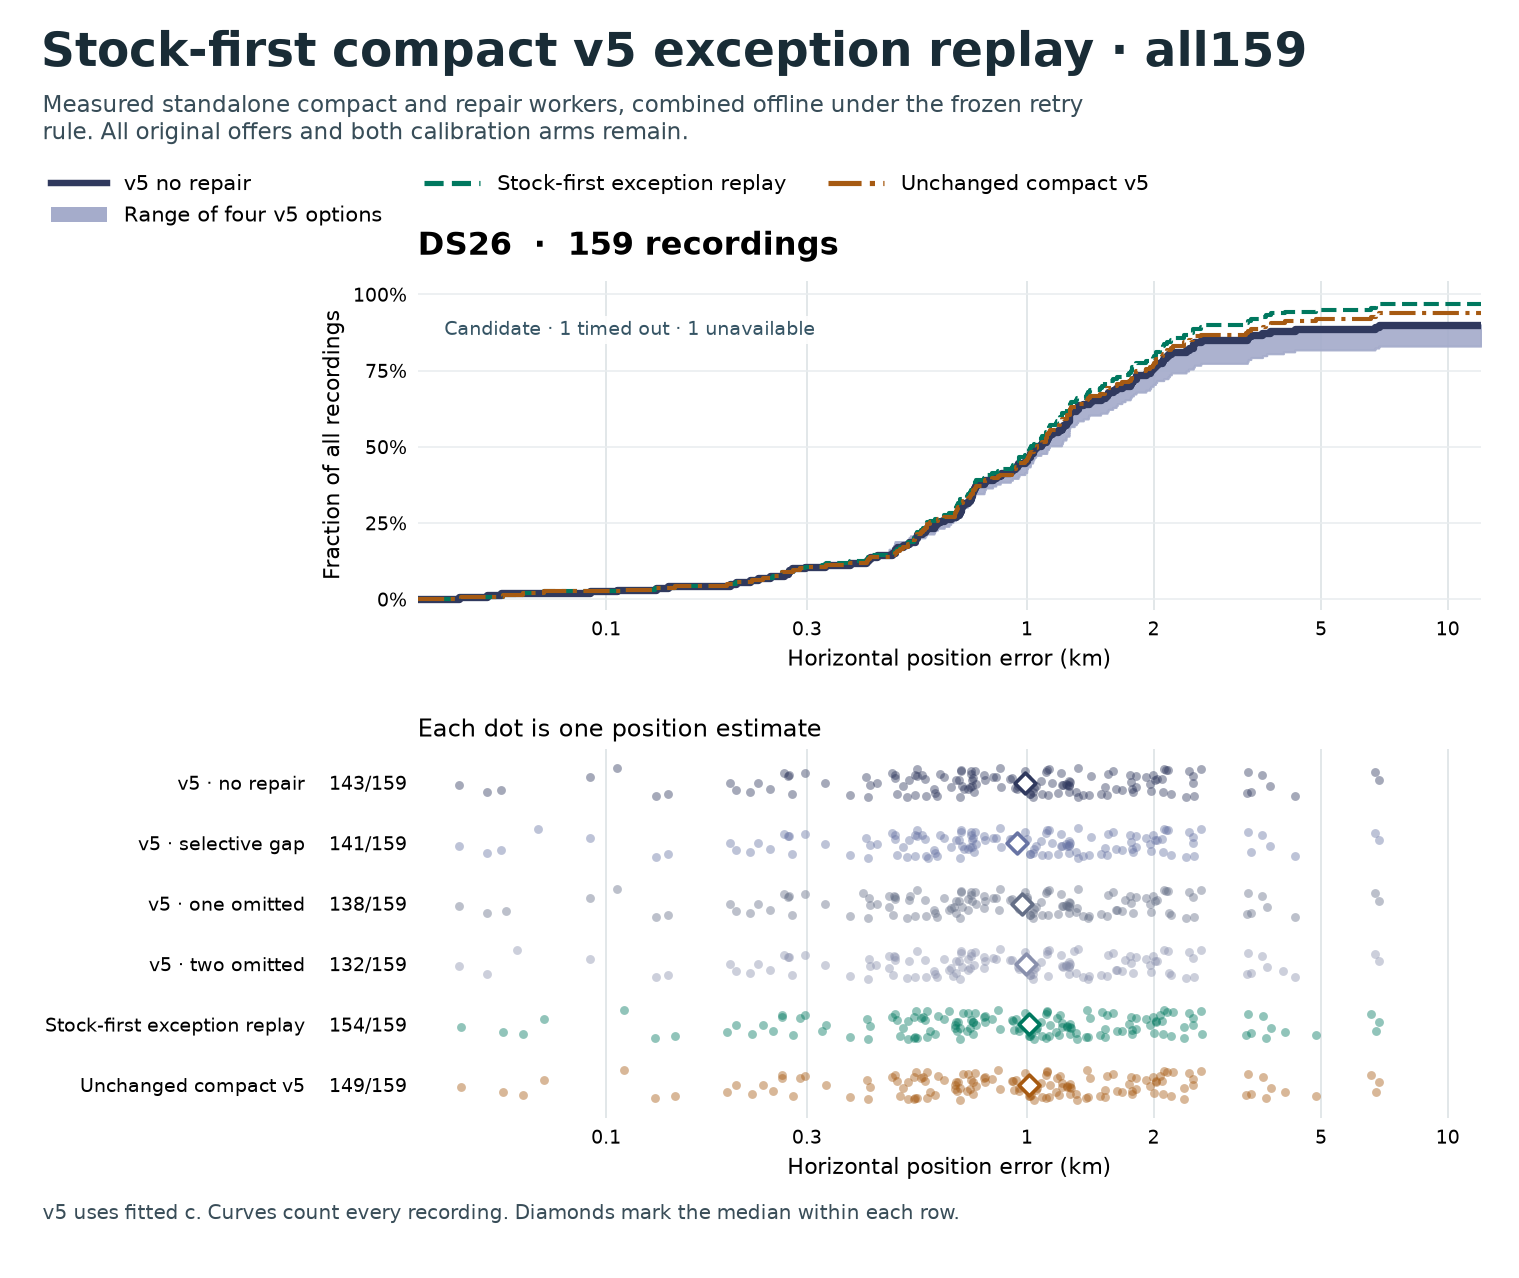 Stock-first compact v5 exception replay · all159
Measured standalone compact and repair workers, combined offline under the frozen retry
rule. All original offers and both calibration arms remain.
v5 no repair
Stock-first exception replay
Unchanged compact v5
Range of four v5 options
DS26 · 159 recordings
Fraction of all recordings
100%
75%
50%
25%
0%
Candidate · 1 timed out · 1 unavailable
0.1 0.3 1 2 5 10
Horizontal position error (km)
Each dot is one position estimate
v5 · no repair 143/159
v5 · selective gap 141/159
v5 · one omitted 138/159
v5 · two omitted 132/159
Stock-first exception replay 154/159
Unchanged compact v5 149/159
0.1 0.3 1 2 5 10
Horizontal position error (km)
v5 uses fitted c. Curves count every recording. Diamonds mark the median within each row.